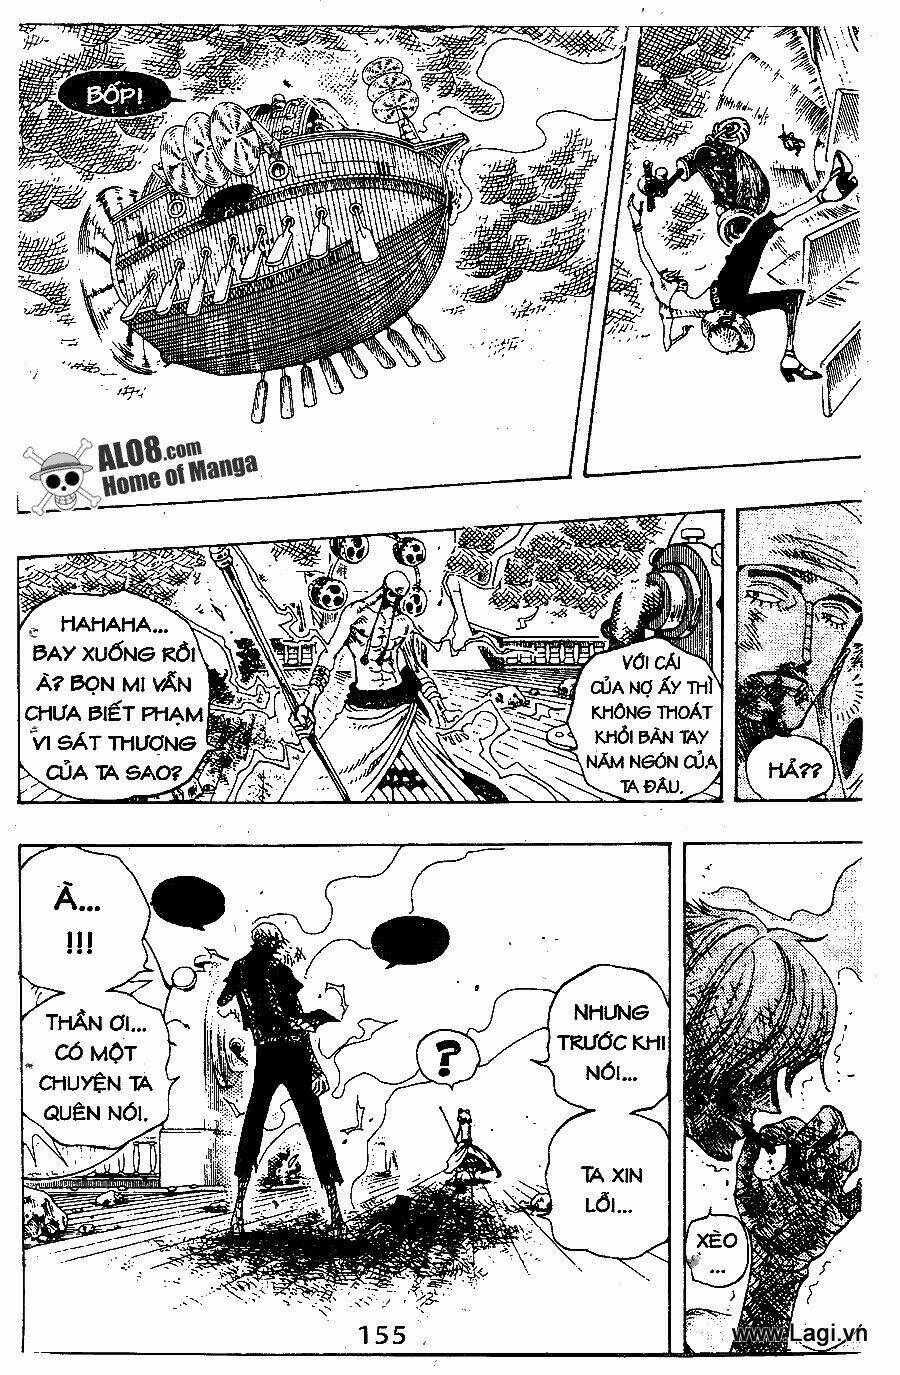 BỐP!
AL08.com
Home of Manga
HAHAHA...
BAY XUỐNG RỒI
À? BỌN MI VẪN
CHƯA BIẾT PHẠM
VI SÁT THƯƠNG
CỦA TA SAO?
VỚI CÁI
CỦA NỢ ẤY THÌ
KHÔNG THOÁT
KHỎI BÀN TAY
NĂM NGÓN CỦA
TA ĐÂU.
HẢ??
À...
!!!
THẦN ƠI...
CÓ MỘT
CHUYỆN TA
QUÊN NÓI.
?
NHƯNG
TRƯỚC KHI
NÓI...
TA XIN
LỖI...
XÈO
...
155
www.Lagi.vn